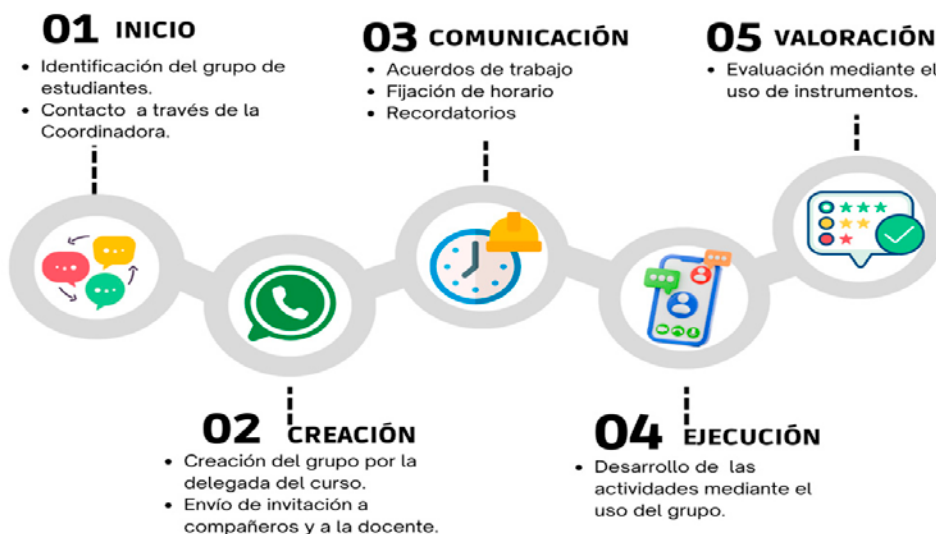 01 INICIO
• Identificación del grupo de
estudiantes.
• Contacto a través de la
Coordinadora.
03 COMUNICACIÓN
• Acuerdos de trabajo
• Fijación de horario
• Recordatorios
05 VALORACIÓN
• Evaluación mediante el
uso de instrumentos.
02 CREACIÓN
• Creación del grupo por la
delegada del curso.
• Envío de invitación a
compañeros y a la docente.
04 EJECUCIÓN
• Desarrollo de las
actividades mediante el
uso del grupo.